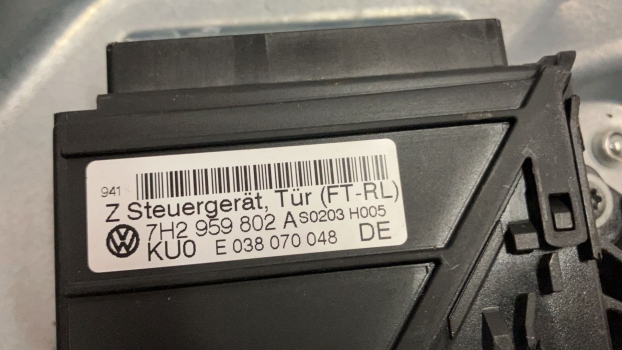 941
Z Steuergerät, Tür (FT-RL)
7H2 959 802 A S0203 H005
KU0 E 038 070 048 DE